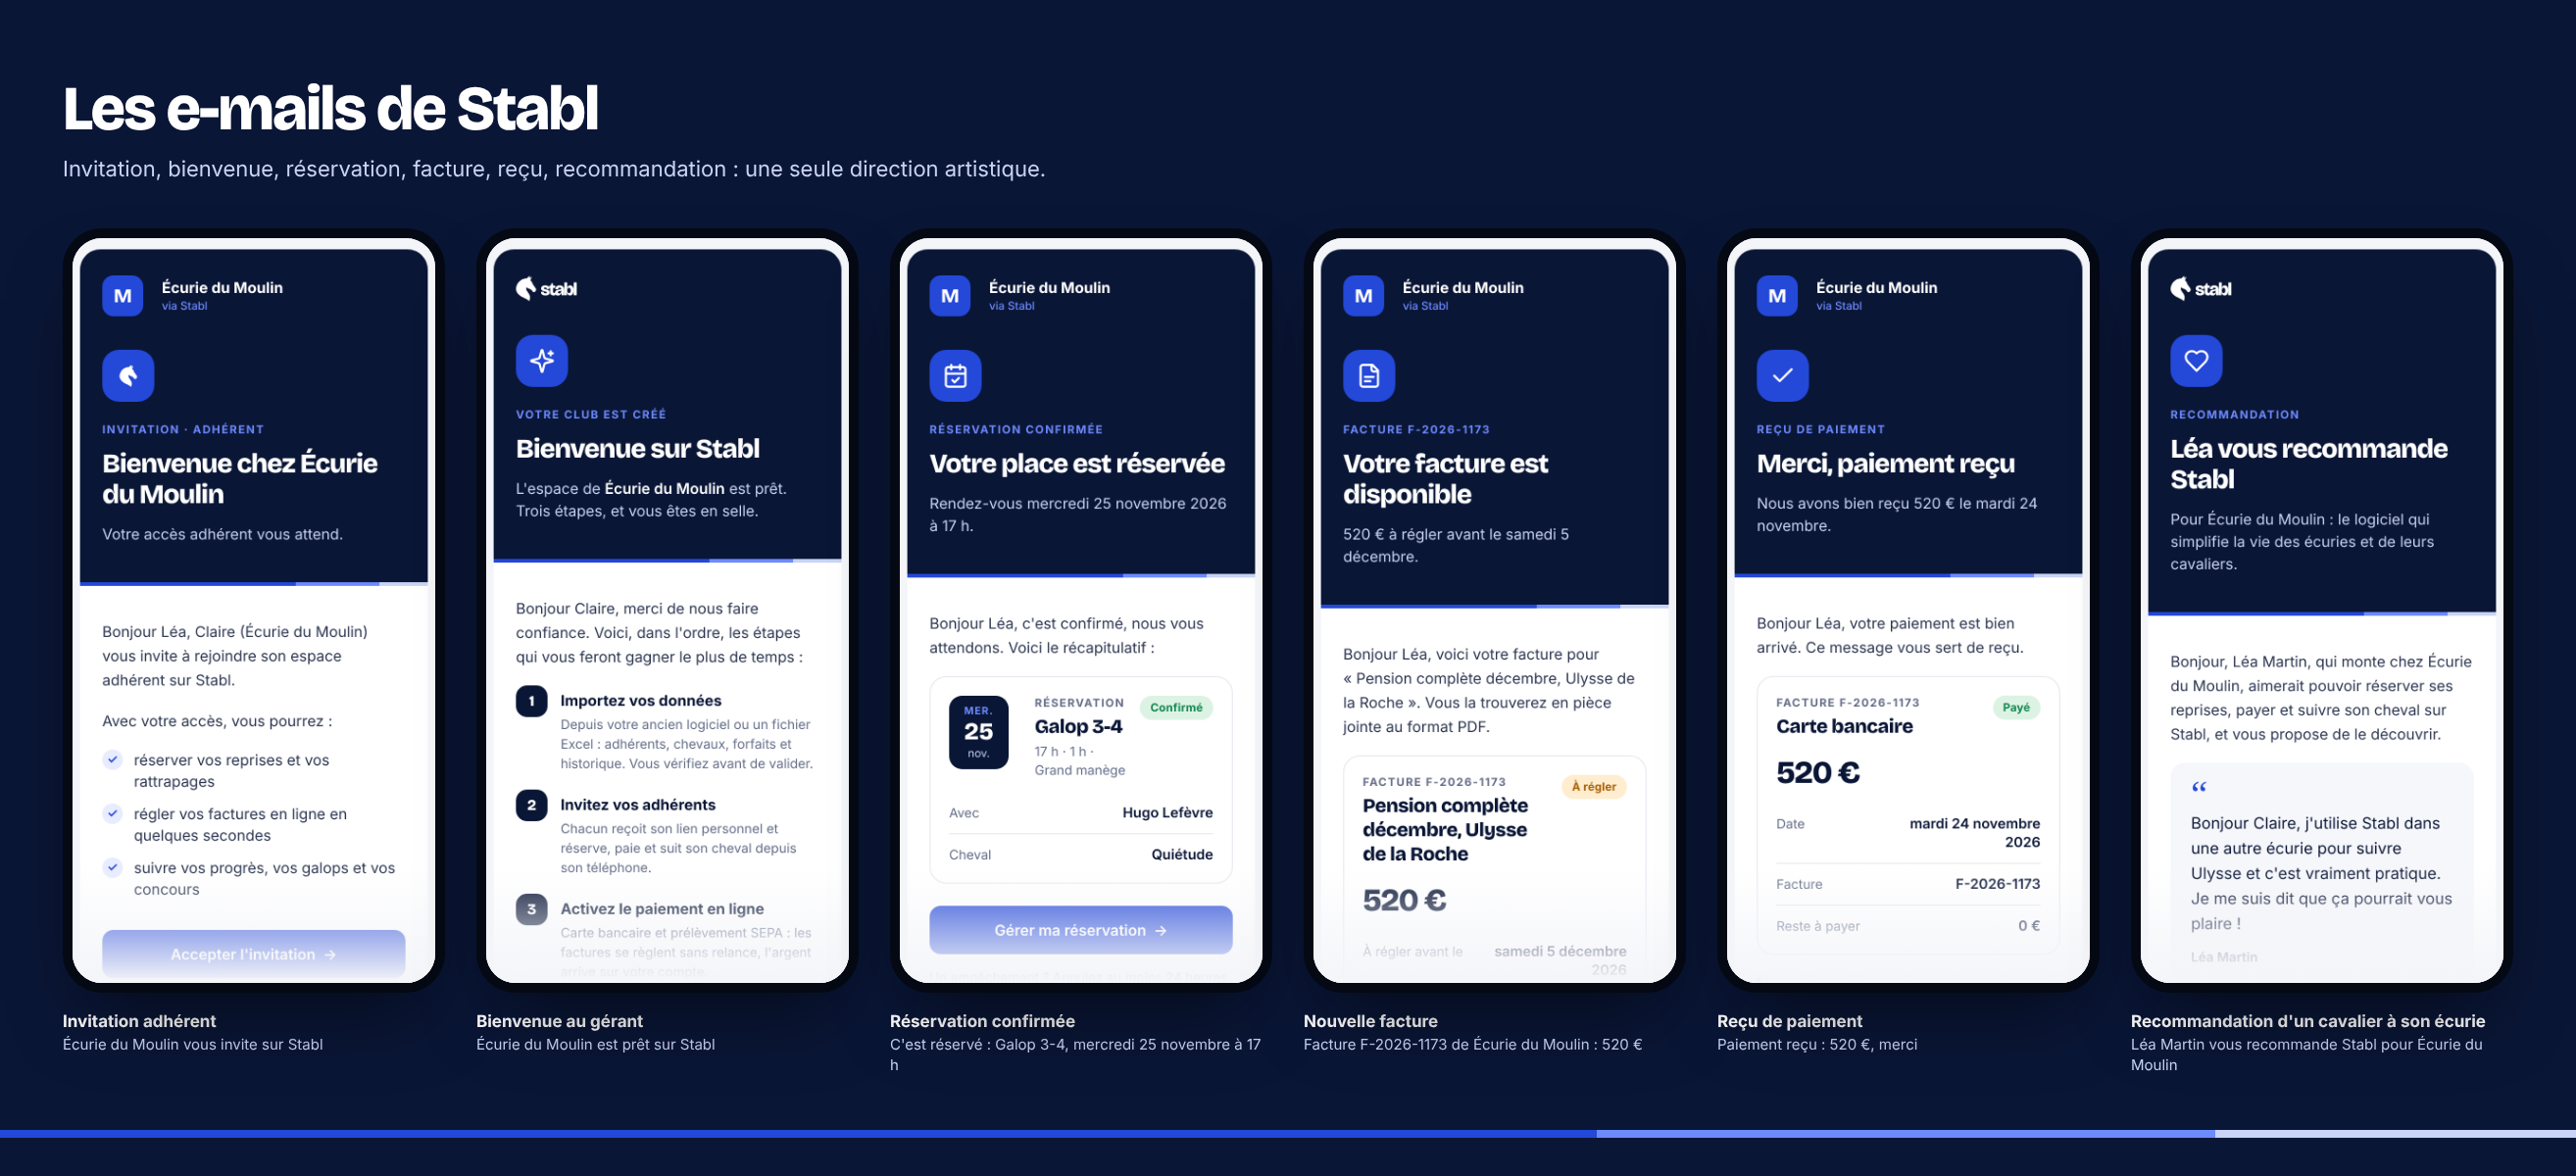 Les e-mails de Stabl
Invitation, bienvenue, réservation, facture, reçu, recommandation : une seule direction artistique.
M
Écurie du Moulin
via Stabl
INVITATION · ADHÉRENT
Bienvenue chez Écurie
du Moulin
Votre accès adhérent vous attend.
Bonjour Léa, Claire (Écurie du Moulin)
vous invite à rejoindre son espace
adhérent sur Stabl.
Avec votre accès, vous pourrez :
réserver vos reprises et vos
rattrapages
régler vos factures en ligne en
quelques secondes
suivre vos progrès, vos galops et vos
concours
Accepter l'invitation →
Invitation adhérent
Écurie du Moulin vous invite sur Stabl
stabl
VOTRE CLUB EST CRÉÉ
Bienvenue sur Stabl
L'espace de Écurie du Moulin est prêt.
Trois étapes, et vous êtes en selle.
Bonjour Claire, merci de nous faire
confiance. Voici, dans l'ordre, les étapes
qui vous feront gagner le plus de temps :
1
Importez vos données
Depuis votre ancien logiciel ou un fichier
Excel : adhérents, chevaux, forfaits et
historique. Vous vérifiez avant de valider.
2
Invitez vos adhérents
Chacun reçoit son lien personnel et
réserve, paie et suit son cheval depuis
son téléphone.
3
Activez le paiement en ligne
Carte bancaire et prélèvement SEPA : les
factures se règlent sans relance, l'argent
arrive sur votre compte.
Bienvenue au gérant
Écurie du Moulin est prêt sur Stabl
M
Écurie du Moulin
via Stabl
RÉSERVATION CONFIRMÉE
Votre place est réservée
Rendez-vous mercredi 25 novembre 2026
à 17 h.
Bonjour Léa, c'est confirmé, nous vous
attendons. Voici le récapitulatif :
MER.
25
nov.
RÉSERVATION
Confirmé
Galop 3-4
17 h · 1 h ·
Grand manège
Avec Hugo Lefèvre
Cheval Quiétude
Gérer ma réservation →
Réservation confirmée
C'est réservé : Galop 3-4, mercredi 25 novembre à 17
h
M
Écurie du Moulin
via Stabl
FACTURE F-2026-1173
Votre facture est
disponible
520 € à régler avant le samedi 5
décembre.
Bonjour Léa, voici votre facture pour
« Pension complète décembre, Ulysse de
la Roche ». Vous la trouverez en pièce
jointe au format PDF.
FACTURE F-2026-1173
À régler
Pension complète
décembre, Ulysse
de la Roche
520 €
À régler avant le samedi 5 décembre
2026
Nouvelle facture
Facture F-2026-1173 de Écurie du Moulin : 520 €
M
Écurie du Moulin
via Stabl
REÇU DE PAIEMENT
Merci, paiement reçu
Nous avons bien reçu 520 € le mardi 24
novembre.
Bonjour Léa, votre paiement est bien
arrivé. Ce message vous sert de reçu.
FACTURE F-2026-1173
Payé
Carte bancaire
520 €
Date mardi 24 novembre
2026
Facture F-2026-1173
Reste à payer 0 €
Reçu de paiement
Paiement reçu : 520 €, merci
stabl
RECOMMANDATION
Léa vous recommande
Stabl
Pour Écurie du Moulin : le logiciel qui
simplifie la vie des écuries et de leurs
cavaliers.
Bonjour, Léa Martin, qui monte chez Écurie
du Moulin, aimerait pouvoir réserver ses
reprises, payer et suivre son cheval sur
Stabl, et vous propose de le découvrir.
“
Bonjour Claire, j'utilise Stabl dans
une autre écurie pour suivre
Ulysse et c'est vraiment pratique.
Je me suis dit que ça pourrait vous
plaire !
Léa Martin
Recommandation d'un cavalier à son écurie
Léa Martin vous recommande Stabl pour Écurie du
Moulin